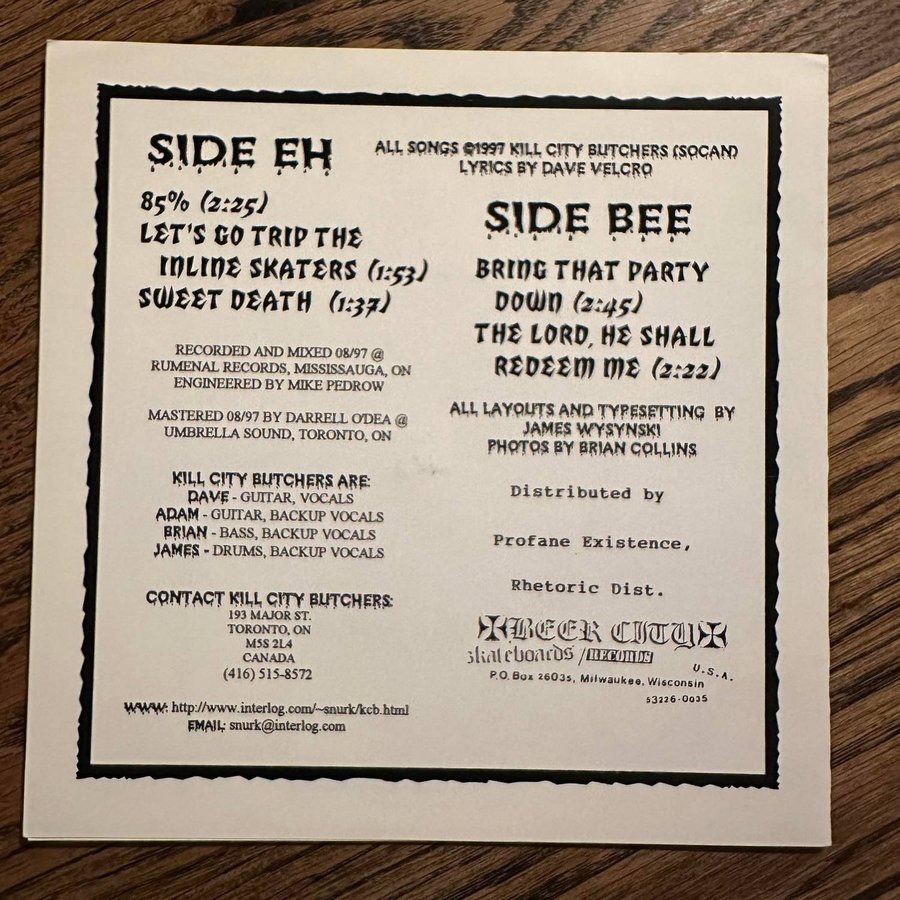 SIDE EH
85% (2:25)
LET'S GO TRIP THE
INLINE SKATERS (1:53)
SWEET DEATH (1:37)
RECORDED AND MIXED 08/97 @
RUMENAL RECORDS, MISSISSAUGA, ON
ENGINEERED BY MIKE PEDROW
MASTERED 08/97 BY DARRELL O'DEA @
UMBRELLA SOUND, TORONTO, ON
KILL CITY BUTCHERS ARE:
DAVE - GUITAR, VOCALS
ADAM - GUITAR, BACKUP VOCALS
BRIAN - BASS, BACKUP VOCALS
JAMES - DRUMS, BACKUP VOCALS
CONTACT KILL CITY BUTCHERS:
193 MAJOR ST.
TORONTO, ON
M5S 2L4
CANADA
(416) 515-8572
WWW: http://www.interlog.com/~snurk/kcb.html
EMAIL: snurk@interlog.com
ALL SONGS ©1997 KILL CITY BUTCHERS (SOCAN)
LYRICS BY DAVE VELCRO
SIDE BEE
BRING THAT PARTY
DOWN (2:45)
THE LORD, HE SHALL
REDEEM ME (2:22)
ALL LAYOUTS AND TYPESETTING BY
JAMES WYSYNSKI
PHOTOS BY BRIAN COLLINS
Distributed by
Profane Existence,
Rhetoric Dist.
BEER CITY
skateboards / RECORDS
U.S.A.
P.O. Box 26035, Milwaukee, Wisconsin
53226-0035